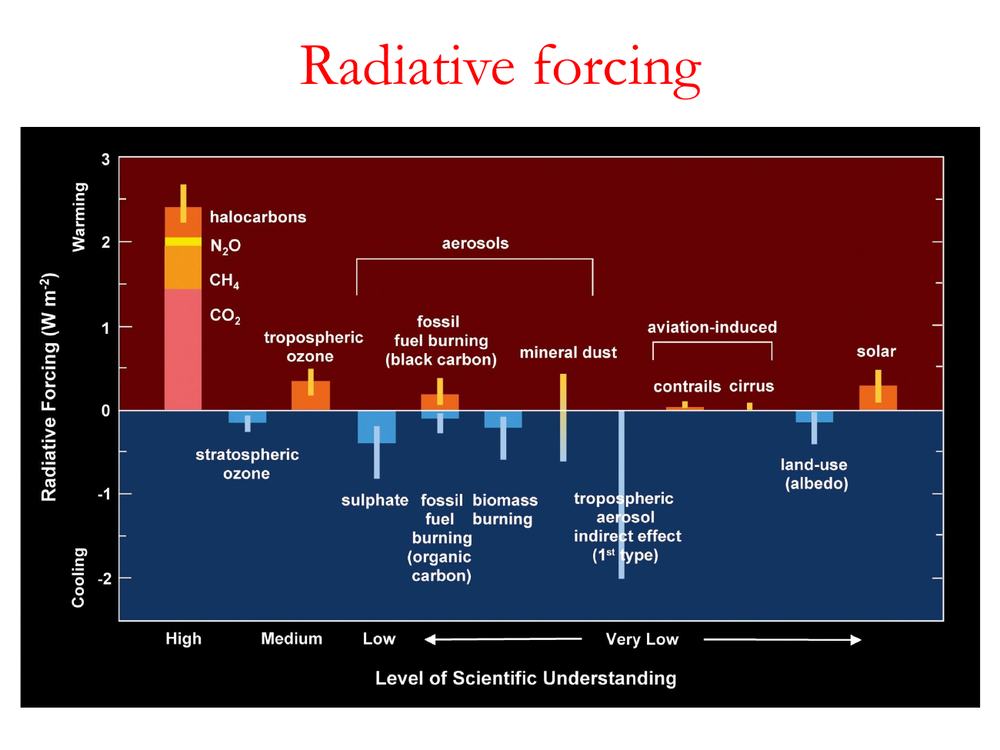 Radiative forcing
3
2
1
0
-1
-2
Warming
Cooling
Radiative Forcing (W m-2)
halocarbons
N2O
CH4
CO2
aerosols
tropospheric
ozone
fossil
fuel burning
(black carbon)
mineral dust
aviation-induced
contrails cirrus
solar
stratospheric
ozone
sulphate
fossil
fuel
burning
(organic
carbon)
biomass
burning
tropospheric
aerosol
indirect effect
(1st type)
land-use
(albedo)
High Medium Low Very Low
Level of Scientific Understanding